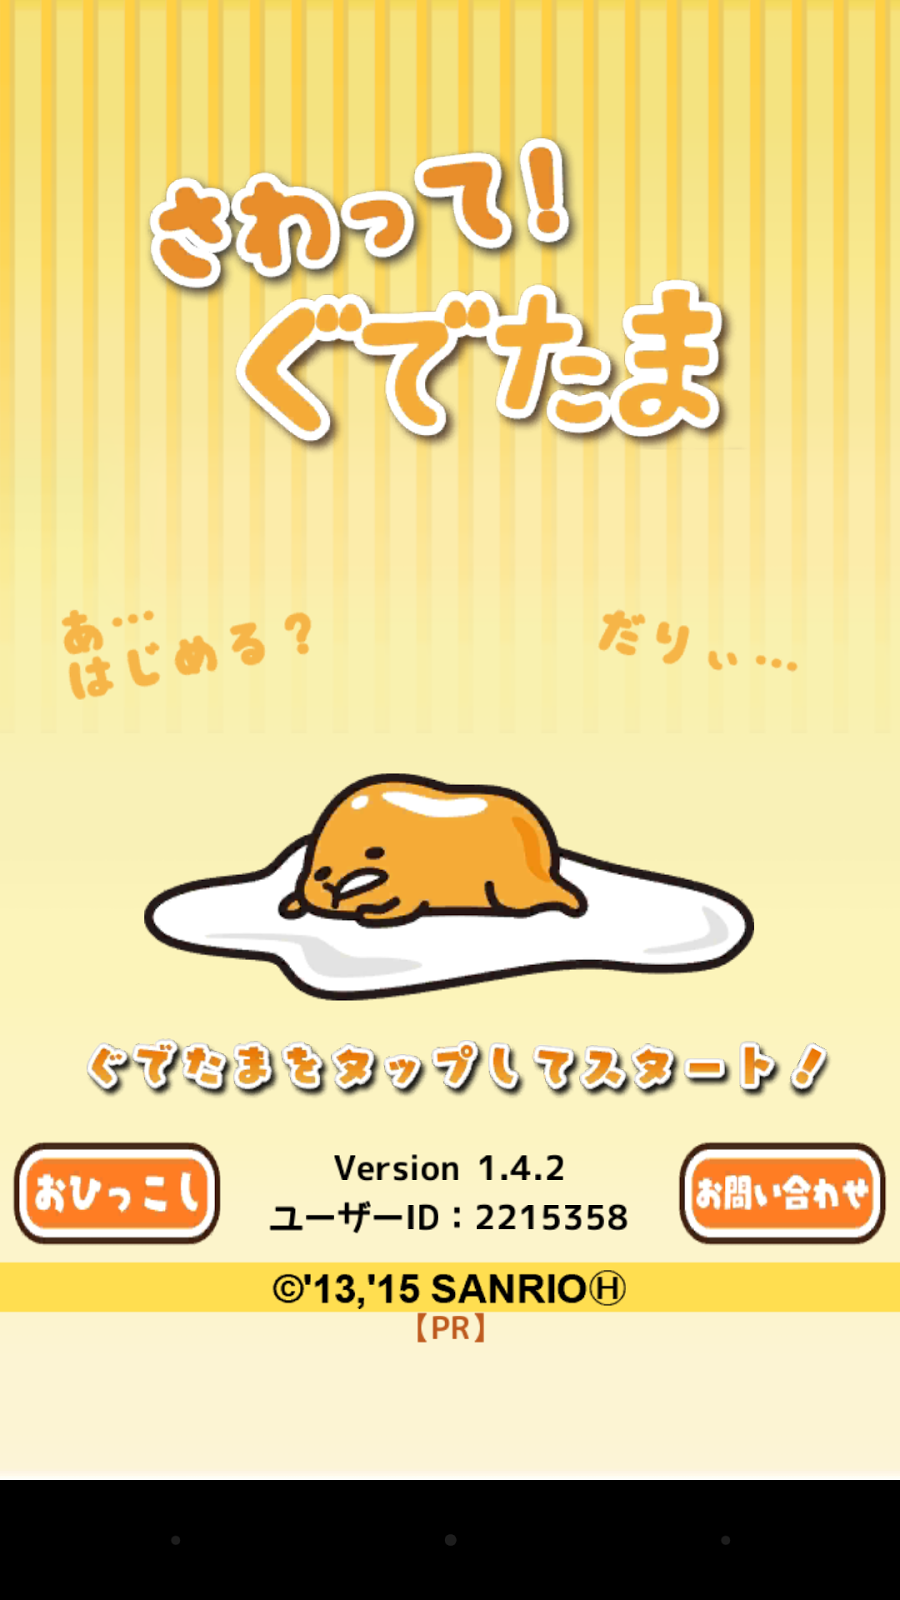 さわって!
ぐでたま
あ…
はじめる?
だりぃ…
ぐでたまをタップしてスタート!
おひっこし
Version 1.4.2
ユーザーID:2215358
お問い合わせ
©'13,'15 SANRIOⒽ
【PR】